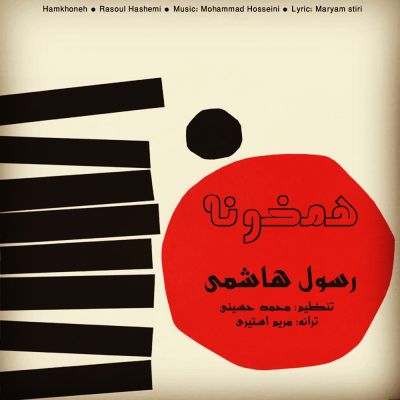 Hamkhoneh ● Rasoul Hashemi ● Music: Mohammad Hosseini ● Lyric: Maryam stiri
همخونه
رسول هاشمی
تنظیم: محمد حسینی
ترانه: مریم استیری